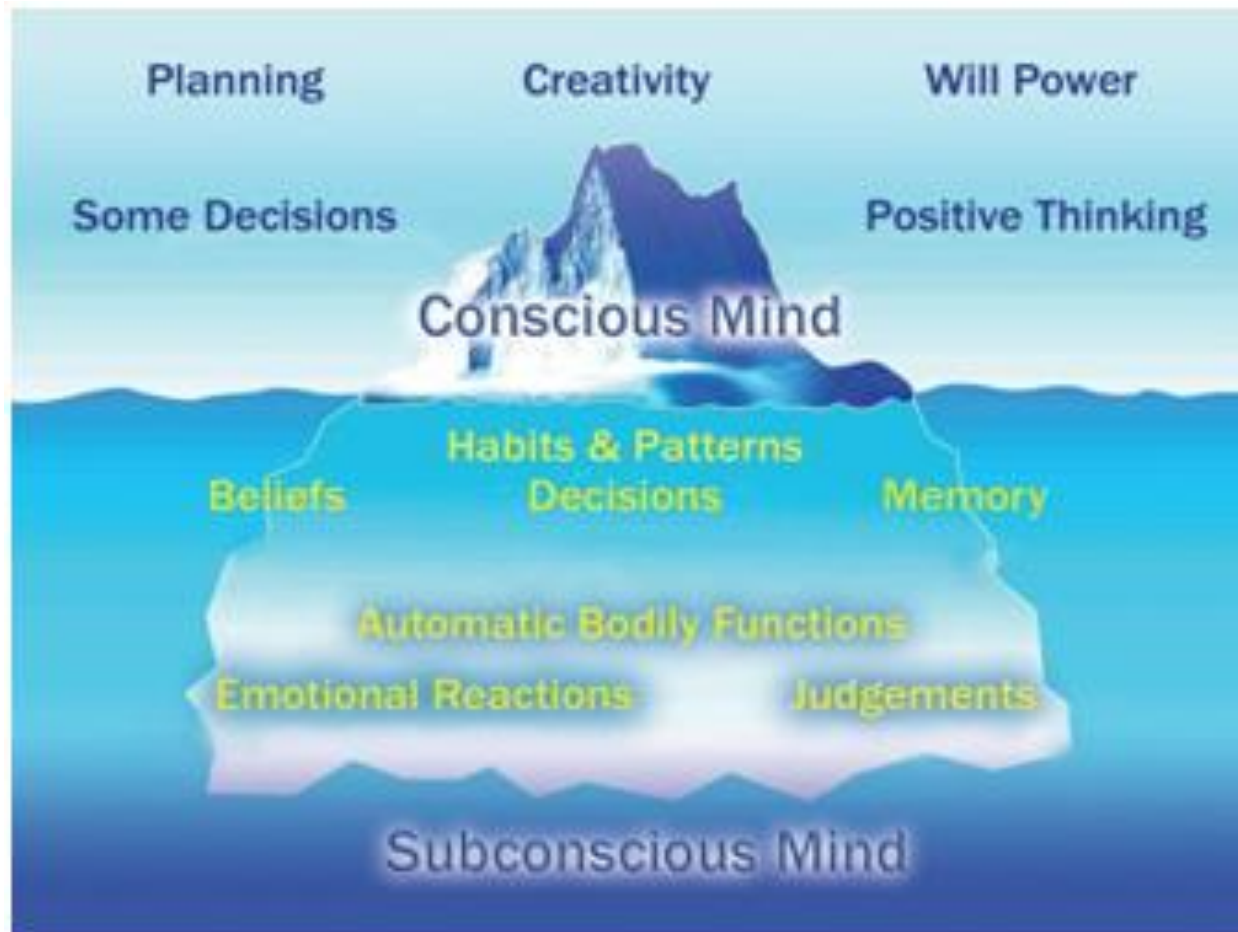 Planning Creativity Will Power
Some Decisions Positive Thinking
Conscious Mind
Habits & Patterns
Beliefs Decisions Memory
Automatic Bodily Functions
Emotional Reactions Judgements
Subconscious Mind